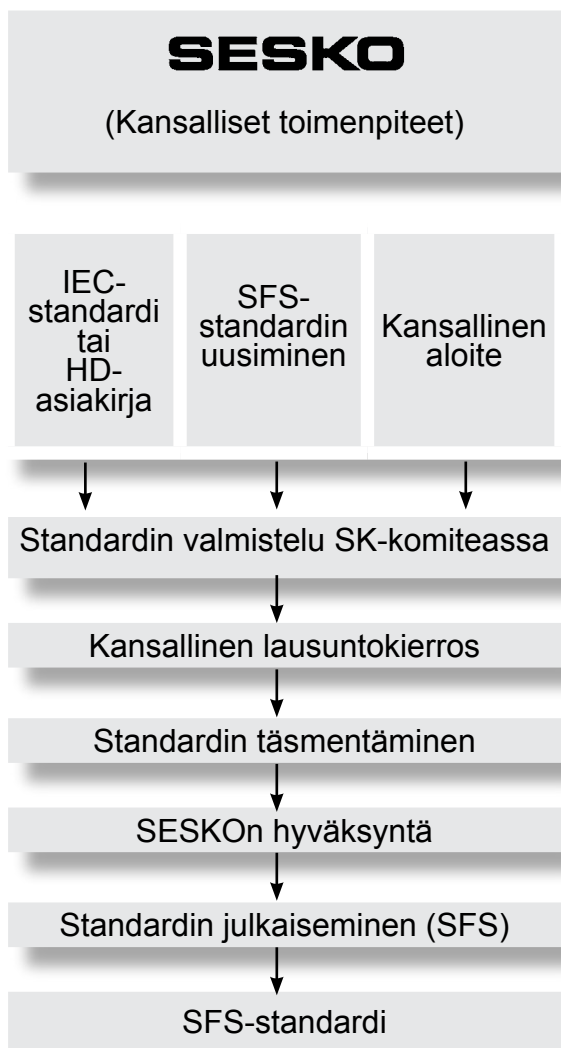 SESKO
(Kansalliset toimenpiteet)
IEC-
standardi
tai
HD-
asiakirja
SFS-
standardin
uusiminen
Kansallinen
aloite
Standardin valmistelu SK-komiteassa
Kansallinen lausuntokierros
Standardin täsmentäminen
SESKOn hyväksyntä
Standardin julkaiseminen (SFS)
SFS-standardi